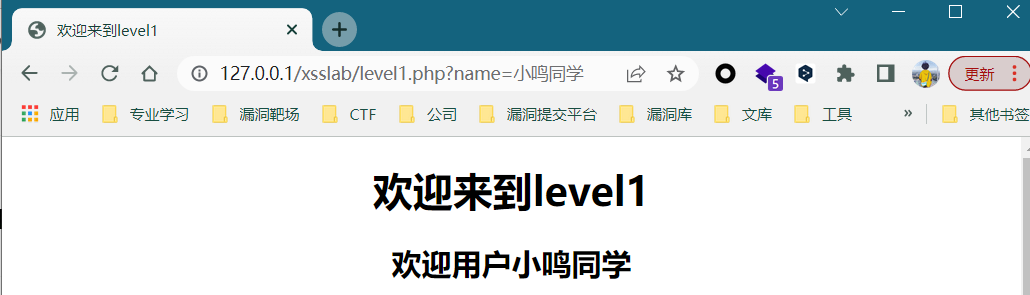 欢迎来到level1
127.0.0.1/xsslab/level1.php?name=小鸣同学
5
更新
应用 专业学习 漏洞靶场 CTF 公司 漏洞提交平台 漏洞库 文库 工具 » 其他书签
欢迎来到level1
欢迎用户小鸣同学